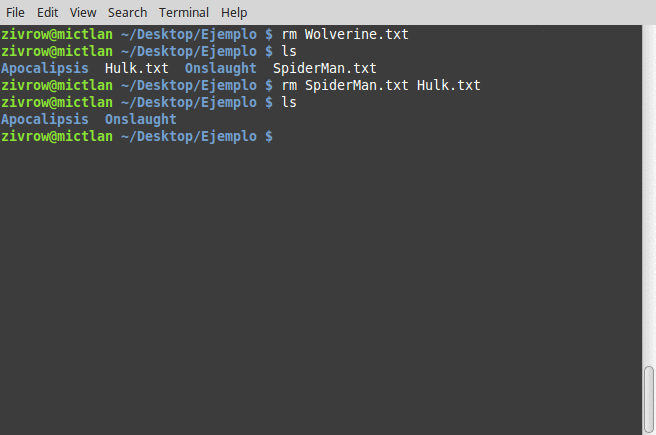 File Edit View Search Terminal Help
zivrow@mictlan ~/Desktop/Ejemplo $ rm Wolverine.txt
zivrow@mictlan ~/Desktop/Ejemplo $ ls
Apocalipsis  Hulk.txt  Onslaught  SpiderMan.txt
zivrow@mictlan ~/Desktop/Ejemplo $ rm SpiderMan.txt Hulk.txt
zivrow@mictlan ~/Desktop/Ejemplo $ ls
Apocalipsis  Onslaught
zivrow@mictlan ~/Desktop/Ejemplo $